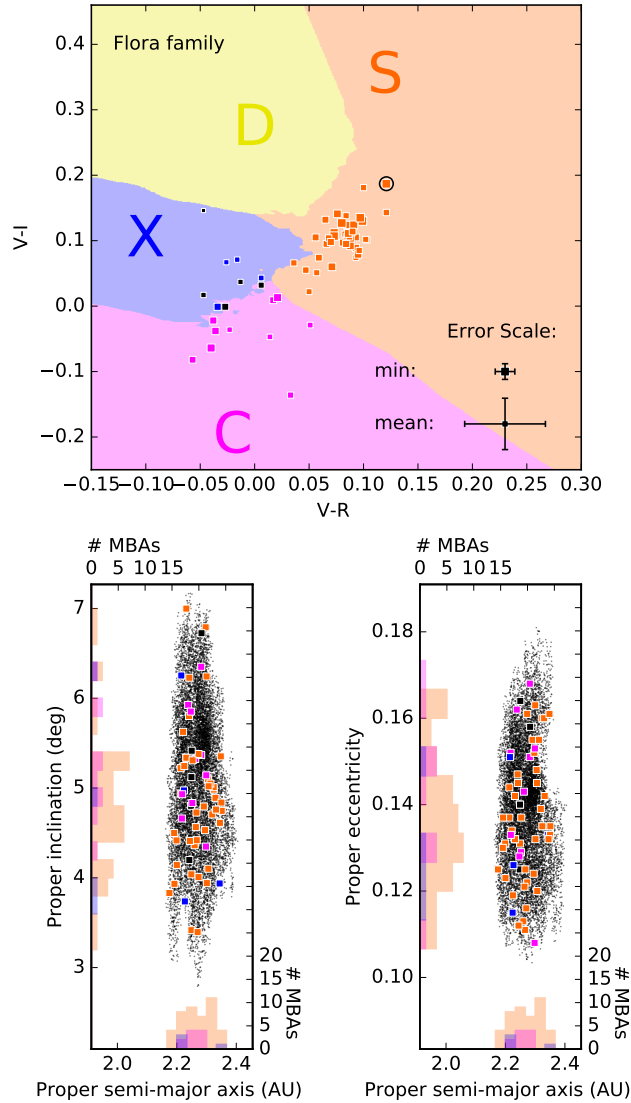 Flora family
S
D
X
C
V-I
0.4
0.3
0.2
0.1
0.0
−0.1
−0.2
Error Scale:
min:
mean:
−0.15 −0.10 −0.05 0.00 0.05 0.10 0.15 0.20 0.25 0.30
V-R
# MBAs
0 5 10 15
Proper inclination (deg)
7
6
5
4
3
20
15
10
5
0
# MBAs
2.0 2.2 2.4
Proper semi-major axis (AU)
# MBAs
0 5 10 15
Proper eccentricity
0.18
0.16
0.14
0.12
0.10
20
15
10
5
0
# MBAs
2.0 2.2 2.4
Proper semi-major axis (AU)